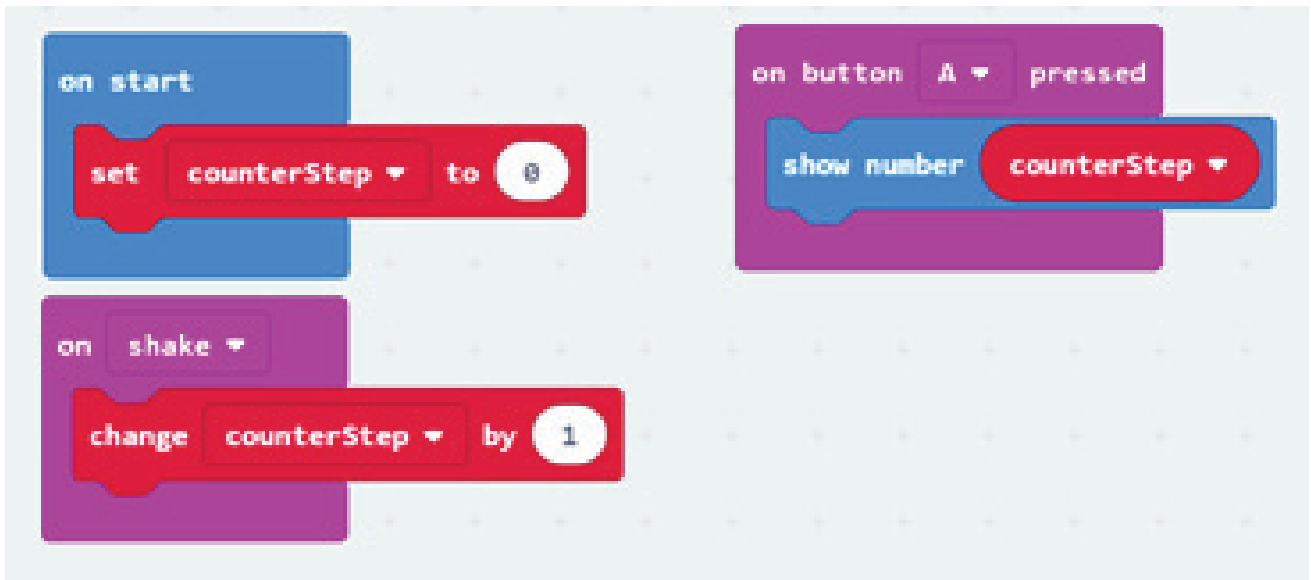 on start
set counterStep to 0
on shake
change counterStep by 1
on button A pressed
show number counterStep